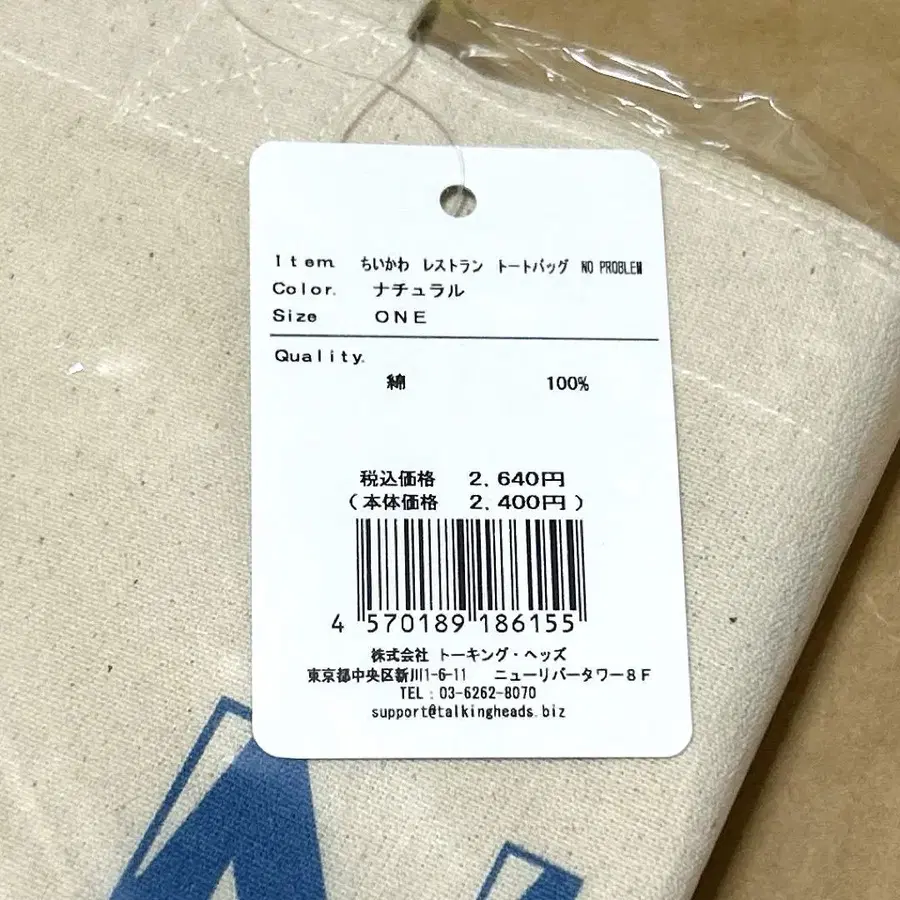 Item. ちいかわ レストラン トートバッグ NO PROBLEM
Color. ナチュラル
Size ONE
Quality.
綿 100%
税込価格 2,640円
(本体価格 2,400円)
4 570189 186155
株式会社 トーキング・ヘッズ
東京都中央区新川1-6-11 ニューリバータワー8F
TEL:03-6262-8070
support@talkingheads.biz